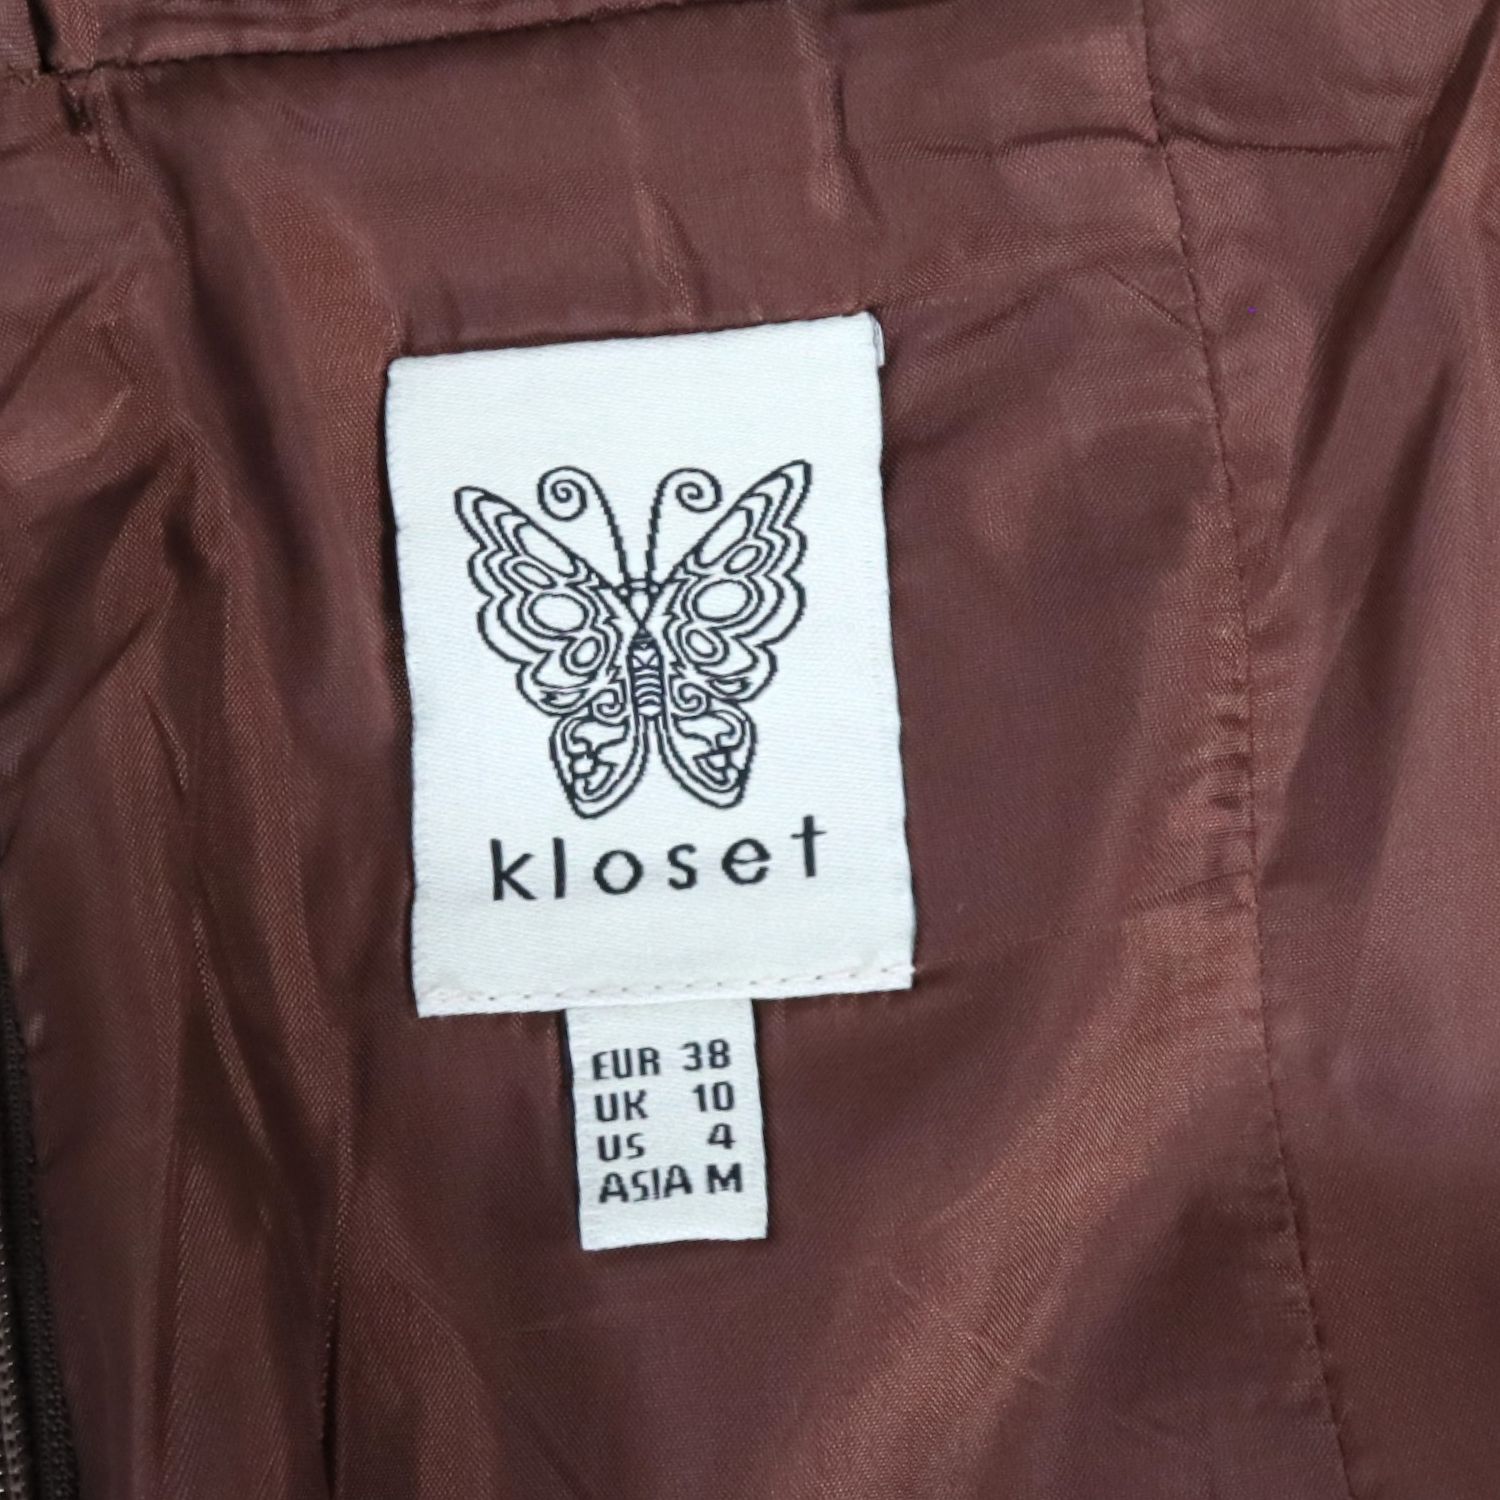 kloset
EUR 38
UK 10
US 4
ASIA M